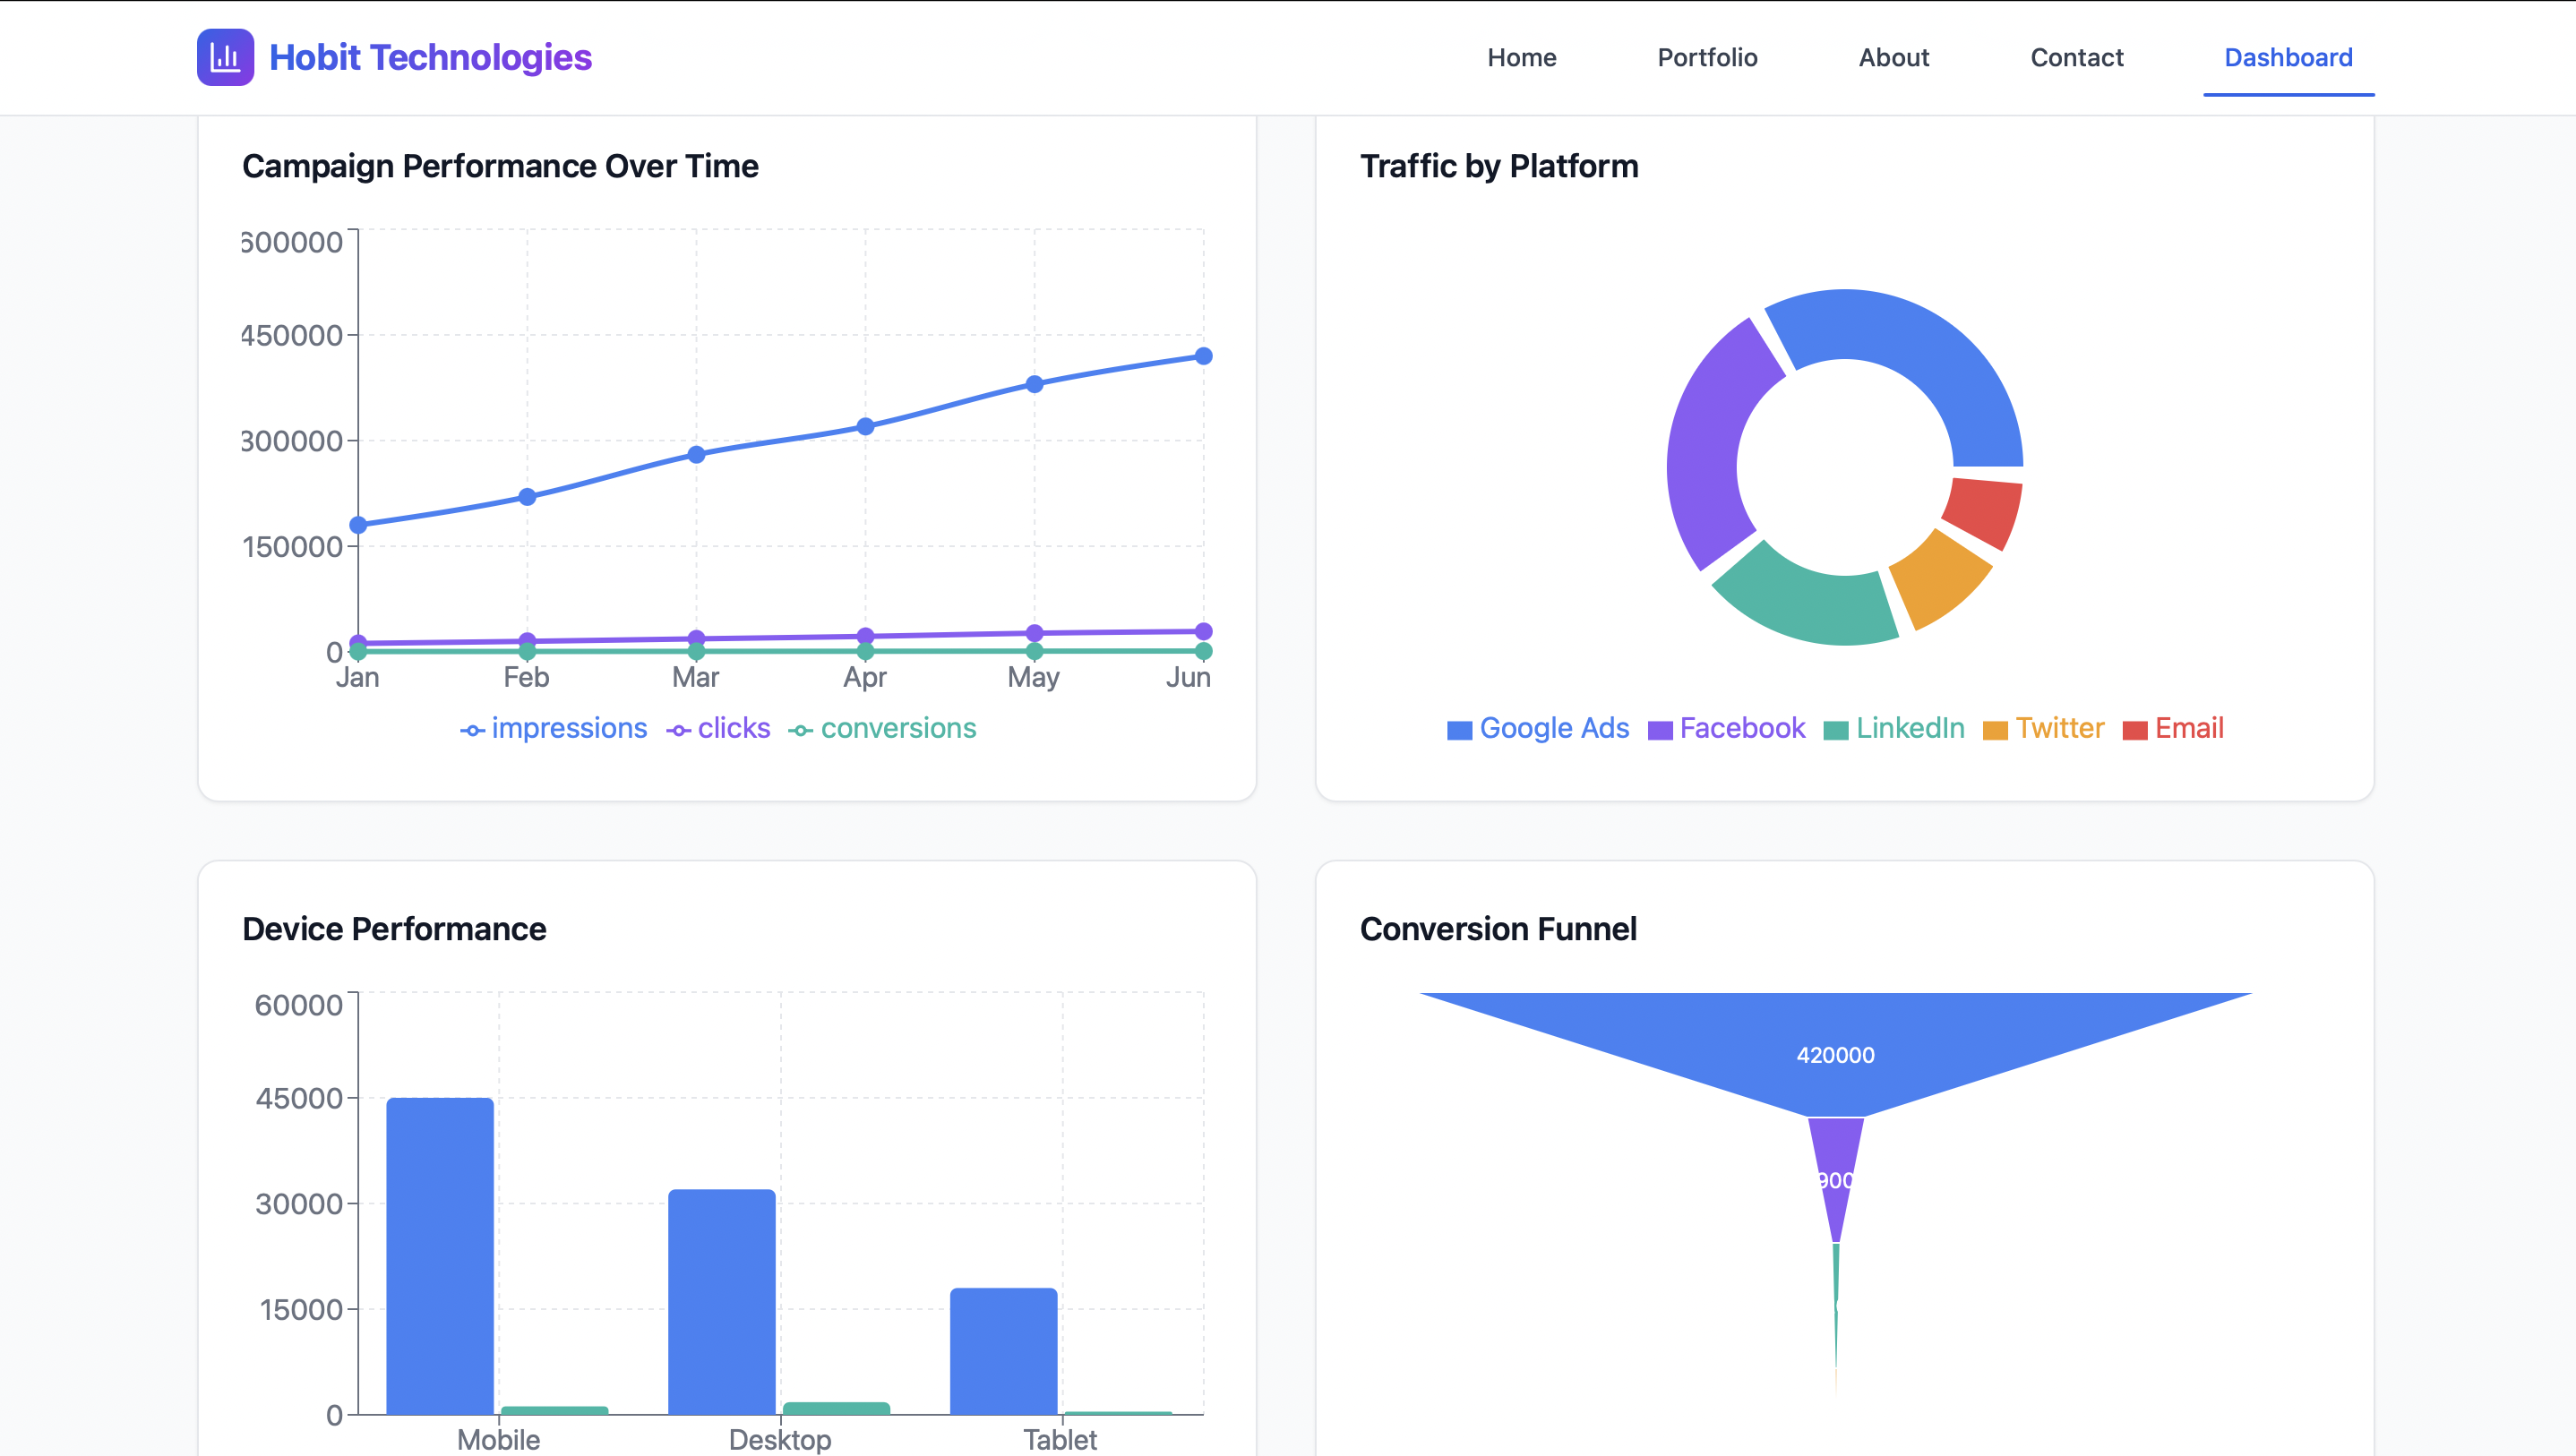 Hobit Technologies
Home Portfolio About Contact Dashboard
Campaign Performance Over Time
600000
450000
300000
150000
0
Jan Feb Mar Apr May Jun
impressions clicks conversions
Traffic by Platform
Google Ads Facebook LinkedIn Twitter Email
Device Performance
60000
45000
30000
15000
0
Mobile Desktop Tablet
Conversion Funnel
420000